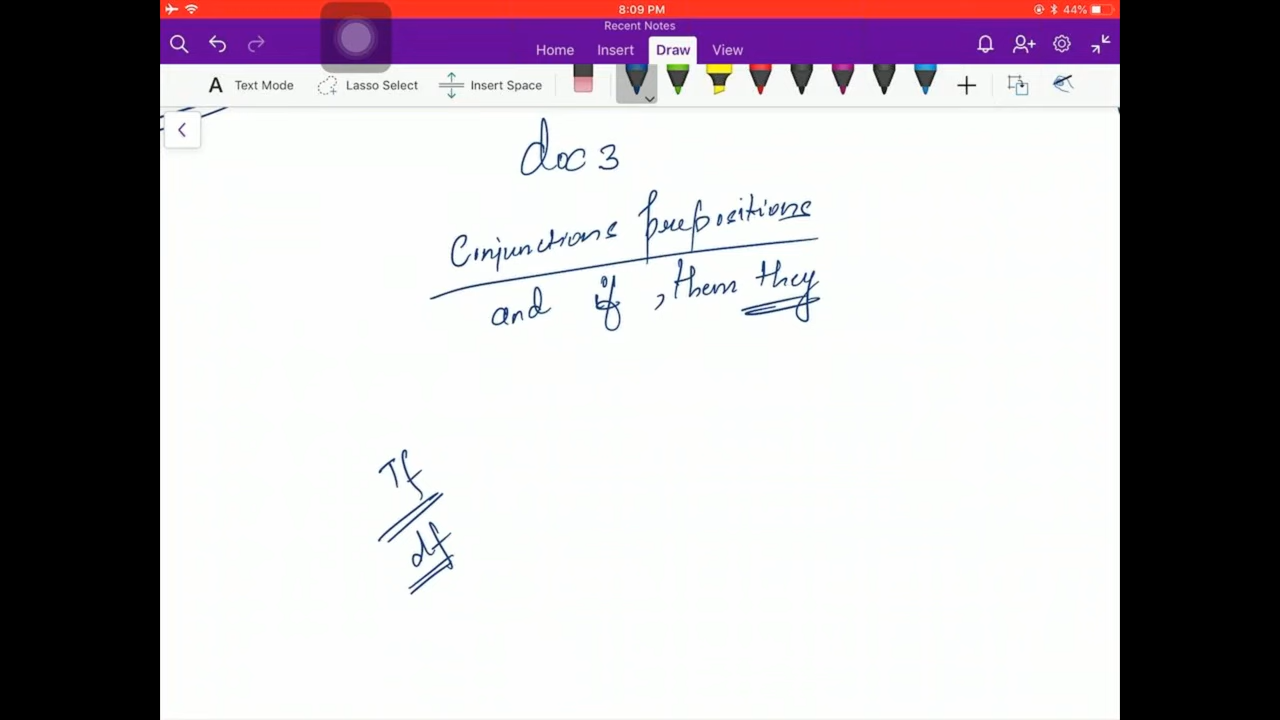 8:09 PM
44%
Recent Notes
Home Insert Draw View
A Text Mode Lasso Select Insert Space
doc 3
Conjunctions prepositions
and if, them they
Tf
df